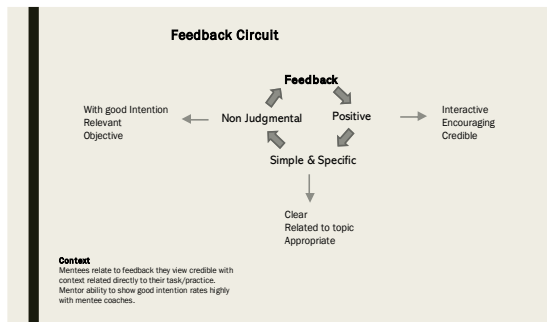 Feedback Circuit
Feedback
With good Intention
Relevant
Objective
Non Judgmental
Positive
Interactive
Encouraging
Credible
Simple & Specific
Clear
Related to topic
Appropriate
Context
Mentees relate to feedback they view credible with
context related directly to their task/practice.
Mentor ability to show good intention rates highly
with mentee coaches.